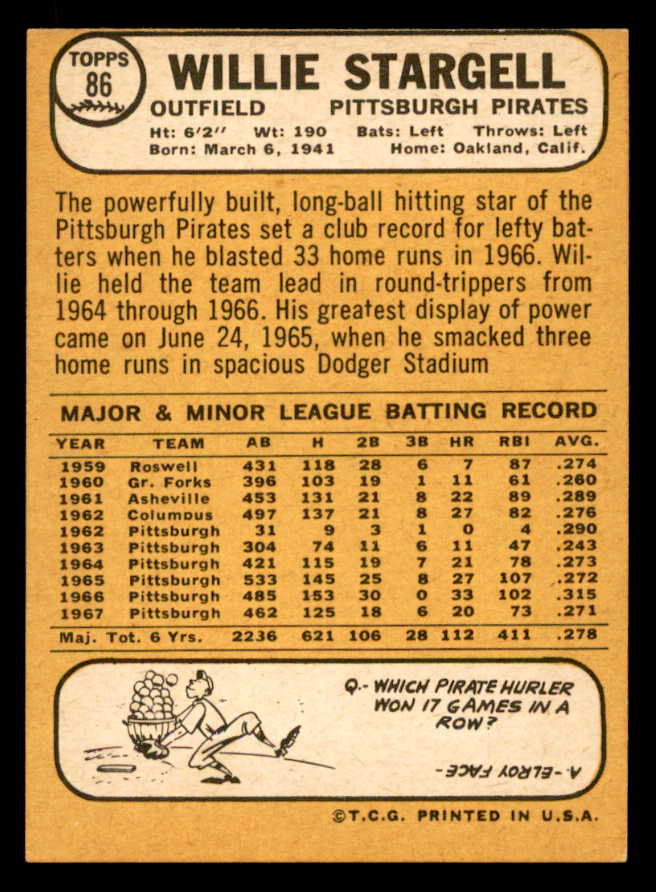 TOPPS
86
WILLIE STARGELL
OUTFIELD PITTSBURGH PIRATES
Ht: 6'2" Wt: 190 Bats: Left Throws: Left
Born: March 6, 1941 Home: Oakland, Calif.
The powerfully built, long-ball hitting star of the
Pittsburgh Pirates set a club record for lefty bat-
ters when he blasted 33 home runs in 1966. Wil-
lie held the team lead in round-trippers from
1964 through 1966. His greatest display of power
came on June 24, 1965, when he smacked three
home runs in spacious Dodger Stadium
MAJOR & MINOR LEAGUE BATTING RECORD
YEAR TEAM AB H 2B 3B HR RBI AVG.
1959 Roswell 431 118 28 6 7 87 .274
1960 Gr. Forks 396 103 19 1 11 61 .260
1961 Asheville 453 131 21 8 22 89 .289
1962 Columbus 497 137 21 8 27 82 .276
1962 Pittsburgh 31 9 3 1 0 4 .290
1963 Pittsburgh 304 74 11 6 11 47 .243
1964 Pittsburgh 421 115 19 7 21 78 .273
1965 Pittsburgh 533 145 25 8 27 107 .272
1966 Pittsburgh 485 153 30 0 33 102 .315
1967 Pittsburgh 462 125 18 6 20 73 .271
Maj. Tot. 6 Yrs. 2236 621 106 28 112 411 .278
Q.- WHICH PIRATE HURLER
WON 17 GAMES IN A
ROW?
A. - ELROY FACE -
©T.C.G. PRINTED IN U.S.A.